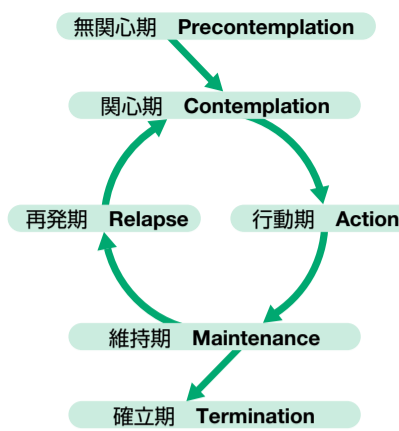 無関心期 Precontemplation
関心期 Contemplation
再発期 Relapse
行動期 Action
維持期 Maintenance
確立期 Termination